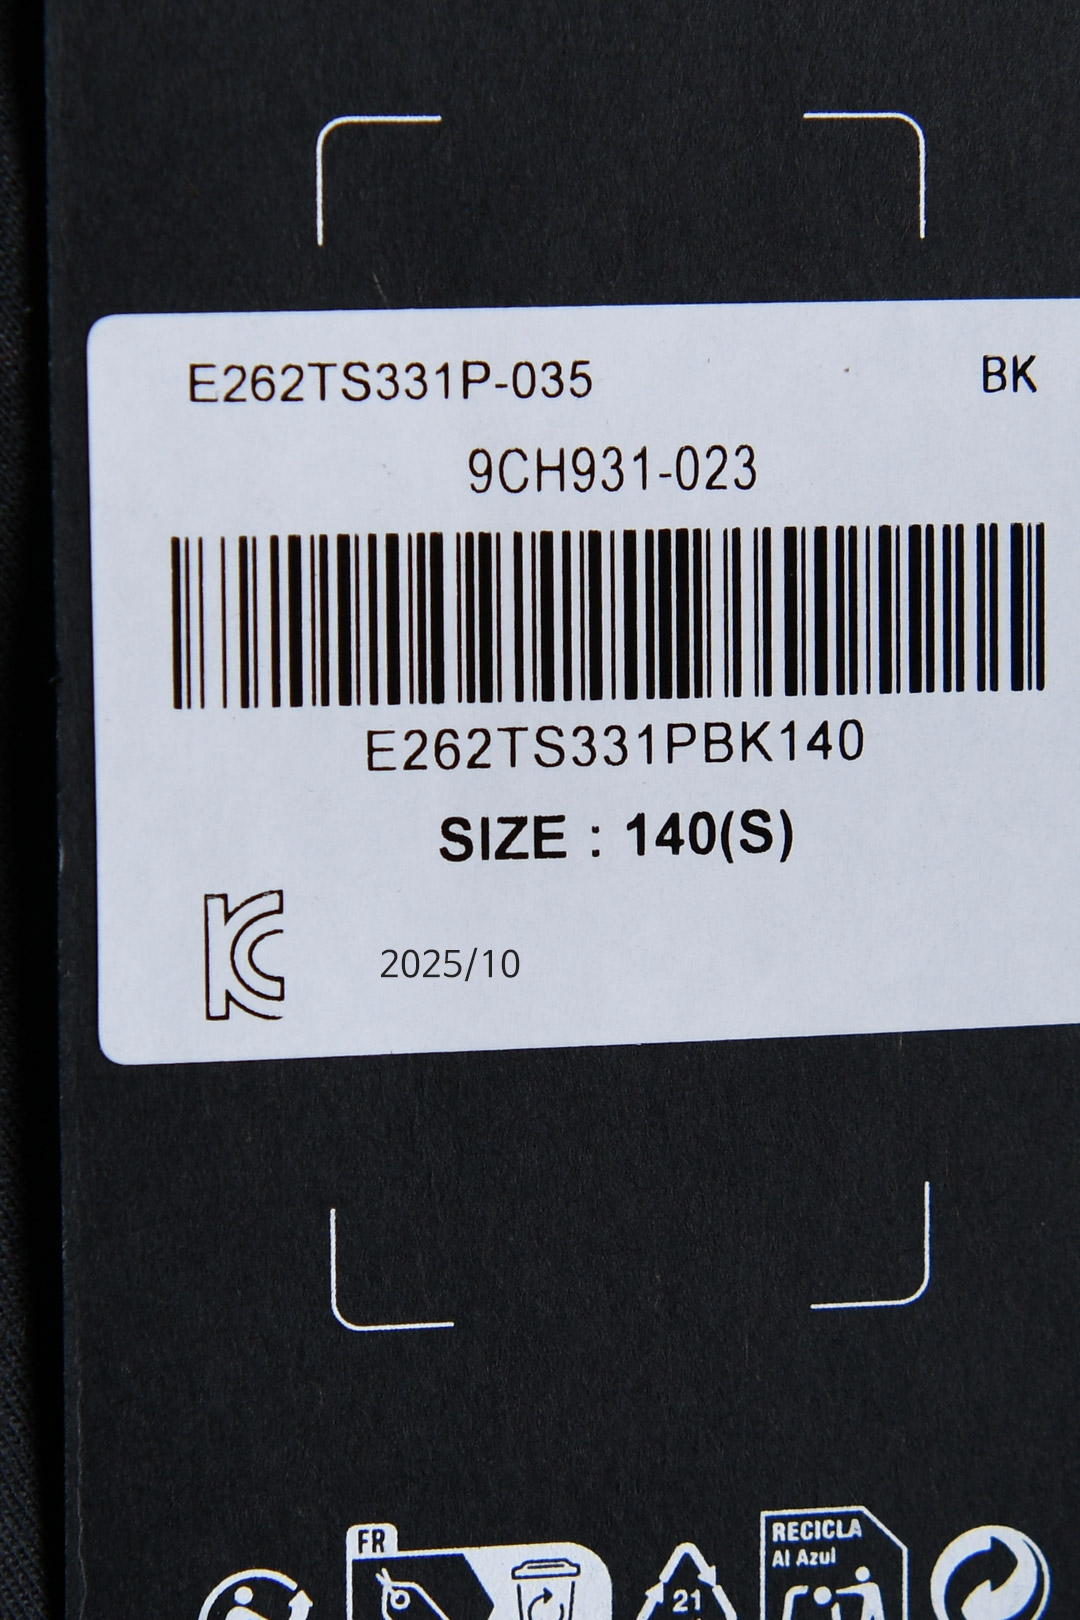 E262TS331P-035 BK
9CH931-023
E262TS331PBK140
SIZE : 140(S)
2025/10
FR
RECICLA
Al Azul
21